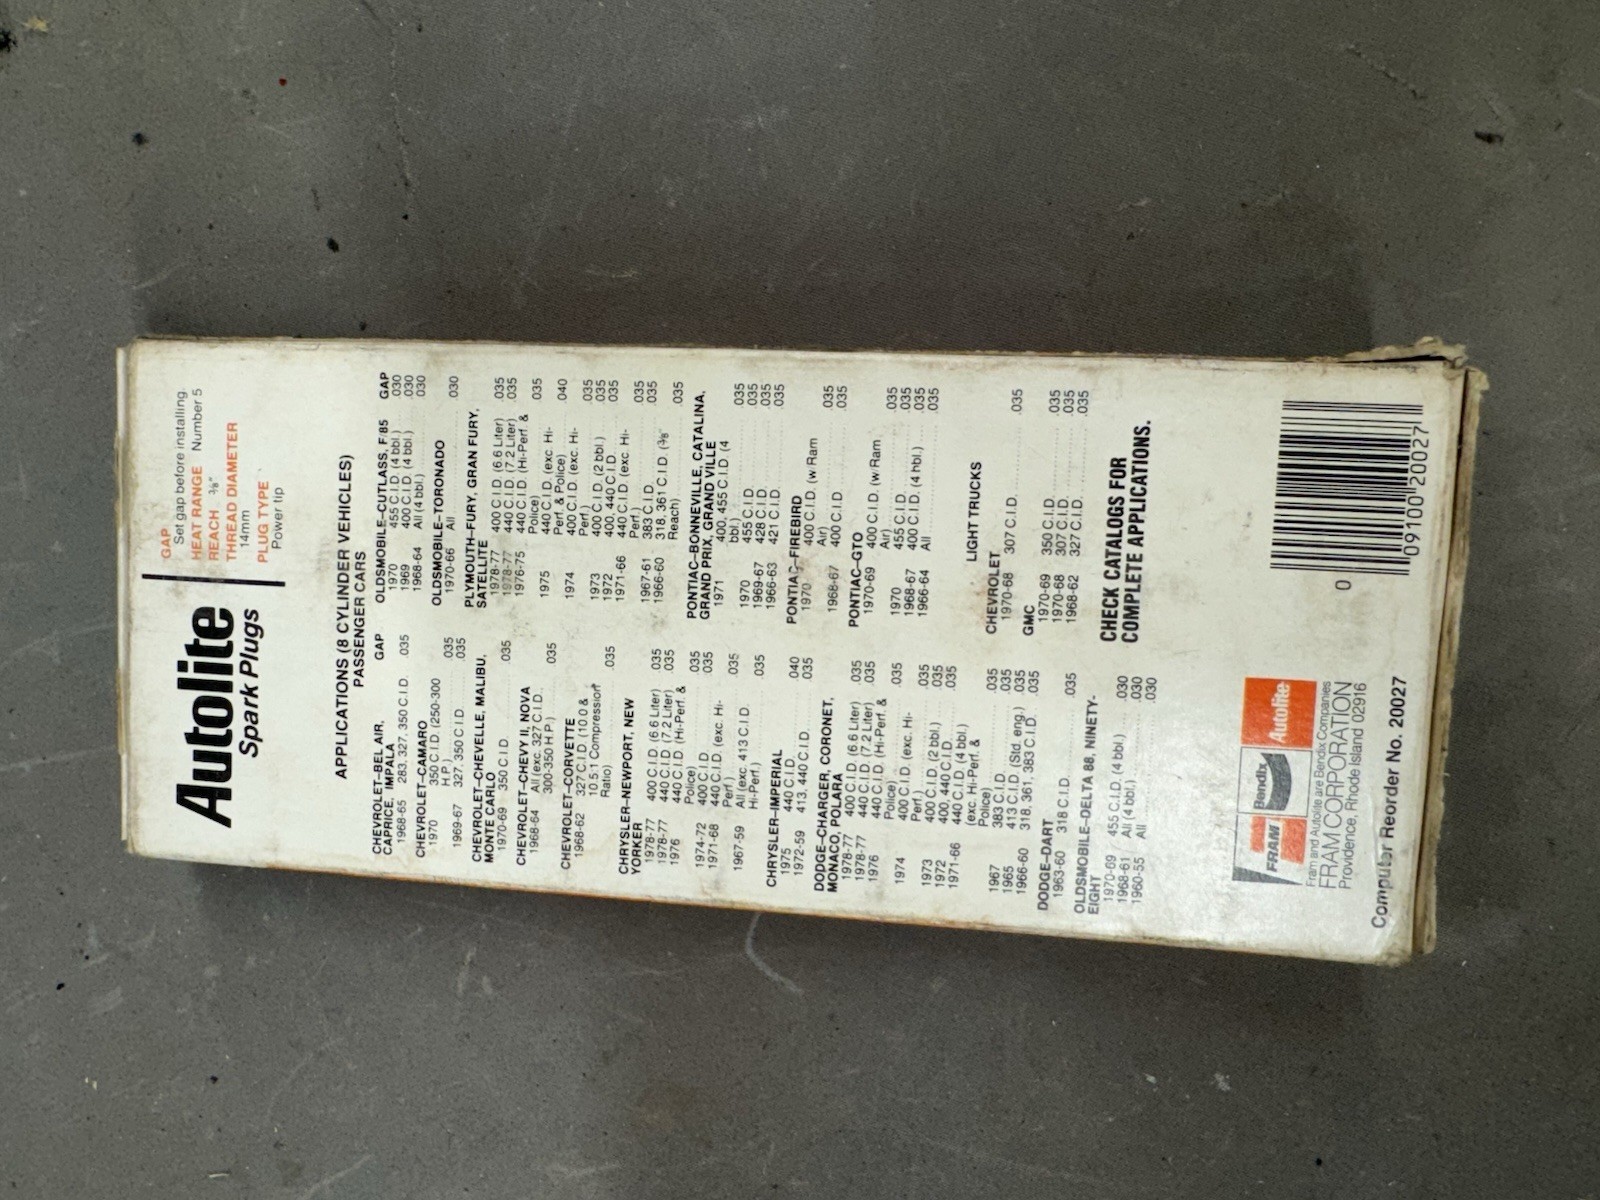 Autolite
Spark Plugs
GAP
Set gap before installing
HEAT RANGE Number 5
REACH 3/8"
THREAD DIAMETER
14mm
PLUG TYPE
Power tip
APPLICATIONS (8 CYLINDER VEHICLES)
PASSENGER CARS
GAP
CHEVROLET–BEL AIR,
CAPRICE, IMPALA
1968-65 283, 327, 350 C.I.D. .035
CHEVROLET–CAMARO
1970 350 C.I.D. (250-300
H.P.) .035
1969-67 327, 350 C.I.D. .035
CHEVROLET–CHEVELLE, MALIBU,
MONTE CARLO
1970-69 350 C.I.D. .035
CHEVROLET–CHEVY II, NOVA
1968-64 All (exc. 327 C.I.D.
300-350 H.P.) .035
CHEVROLET–CORVETTE
1968-62 327 C.I.D. (10.0 &
10.5:1 Compression
Ratio) .035
CHRYSLER–NEWPORT, NEW
YORKER
1978-77 400 C.I.D. (6.6 Liter) .035
1978-77 440 C.I.D. (7.2 Liter) .035
1976 440 C.I.D. (Hi-Perf. &
Police) .035
1974-72 400 C.I.D. .035
1971-68 440 C.I.D. (exc. Hi-
Perf.) .035
1967-59 All (exc. 413 C.I.D.
Hi-Perf.) .035
CHRYSLER–IMPERIAL
1975 440 C.I.D. .040
1972-59 413, 440 C.I.D. .035
DODGE–CHARGER, CORONET,
MONACO, POLARA
1978-77 400 C.I.D. (6.6 Liter) .035
1978-77 440 C.I.D. (7.2 Liter) .035
1976 440 C.I.D. (Hi-Perf. &
Police) .035
1974 400 C.I.D. (exc. Hi-
Perf.) .035
1973 400 C.I.D. (2 bbl.) .035
1972 400, 440 C.I.D. .035
1971-66 440 C.I.D. (4 bbl.)
(exc. Hi-Perf. &
Police) .035
1967 383 C.I.D. .035
1965 413 C.I.D. (Std. eng.) .035
1966-60 318, 361, 383 C.I.D. .035
DODGE–DART
1963-60 318 C.I.D. .035
OLDSMOBILE–DELTA 88, NINETY-
EIGHT
1970-69 455 C.I.D. (4 bbl.) .030
1968-61 All (4 bbl.) .030
1960-55 All .030
GAP
OLDSMOBILE–CUTLASS, F/85
1970 455 C.I.D. (4 bbl.) .030
1969 400 C.I.D. (4 bbl.) .030
1968-64 All (4 bbl.) .030
OLDSMOBILE–TORONADO
1970-66 All .030
PLYMOUTH–FURY, GRAN FURY,
SATELLITE
1978-77 400 C.I.D. (6.6 Liter) .035
1978-77 440 C.I.D. (7.2 Liter) .035
1976-75 440 C.I.D. (Hi-Perf. &
Police) .035
1975 440 C.I.D. (exc. Hi-
Perf. & Police) .040
1974 400 C.I.D. (exc. Hi-
Perf.) .035
1973 400 C.I.D. (2 bbl.) .035
1972 400, 440 C.I.D. .035
1971-66 440 C.I.D. (exc. Hi-
Perf.) .035
1967-61 383 C.I.D. .035
1966-60 318, 361 C.I.D. (3/8"
Reach) .035
PONTIAC–BONNEVILLE, CATALINA,
GRAND PRIX, GRAND VILLE
1971 400, 455 C.I.D. (4
bbl.) .035
1970 455 C.I.D. .035
1969-67 428 C.I.D. .035
1966-63 421 C.I.D. .035
PONTIAC–FIREBIRD
1970 400 C.I.D. (w/Ram
Air) .035
1968-67 400 C.I.D. .035
PONTIAC–GTO
1970-69 400 C.I.D. (w/Ram
Air) .035
1970 455 C.I.D. .035
1968-67 400 C.I.D. (4 bbl.) .035
1966-64 All .035
LIGHT TRUCKS
CHEVROLET
1970-68 307 C.I.D. .035
GMC
1970-69 350 C.I.D. .035
1970-68 307 C.I.D. .035
1968-62 327 C.I.D. .035
CHECK CATALOGS FOR
COMPLETE APPLICATIONS.
FRAM Bendix Autolite
Fram and Autolite are Bendix Companies
FRAM CORPORATION
Providence, Rhode Island 02916
Computer Reorder No. 20027
0 09100 20027